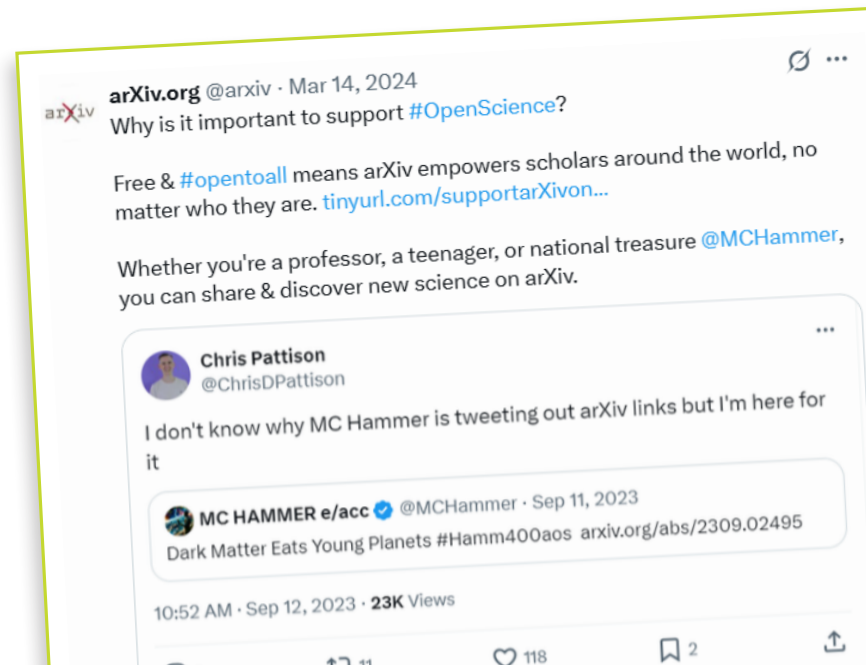 arXiv
arXiv.org @arxiv · Mar 14, 2024
Why is it important to support #OpenScience?
Free & #opentoall means arXiv empowers scholars around the world, no
matter who they are. tinyurl.com/supportarXivon...
Whether you're a professor, a teenager, or national treasure @MCHammer,
you can share & discover new science on arXiv.
Chris Pattison
@ChrisDPattison
I don't know why MC Hammer is tweeting out arXiv links but I'm here for
it
MC HAMMER e/acc @MCHammer · Sep 11, 2023
Dark Matter Eats Young Planets #Hamm400aos arxiv.org/abs/2309.02495
10:52 AM · Sep 12, 2023 · 23K Views
11 118 2